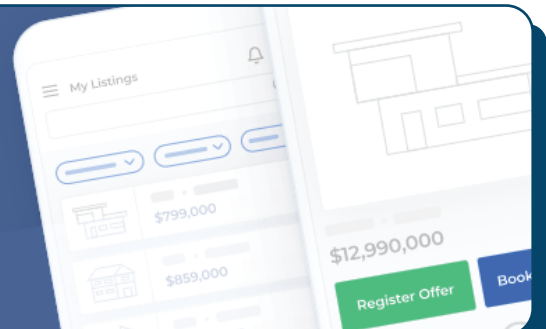 My Listings
$799,000
$859,000
$12,990,000
Register Offer
Book